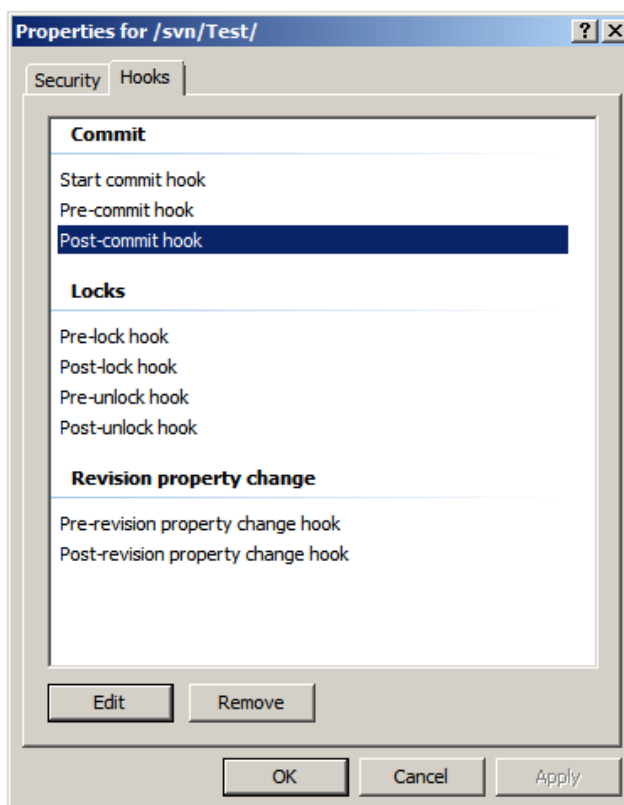 Properties for /svn/Test/
Security
Hooks
Commit
Start commit hook
Pre-commit hook
Post-commit hook
Locks
Pre-lock hook
Post-lock hook
Pre-unlock hook
Post-unlock hook
Revision property change
Pre-revision property change hook
Post-revision property change hook
Edit
Remove
OK
Cancel
Apply